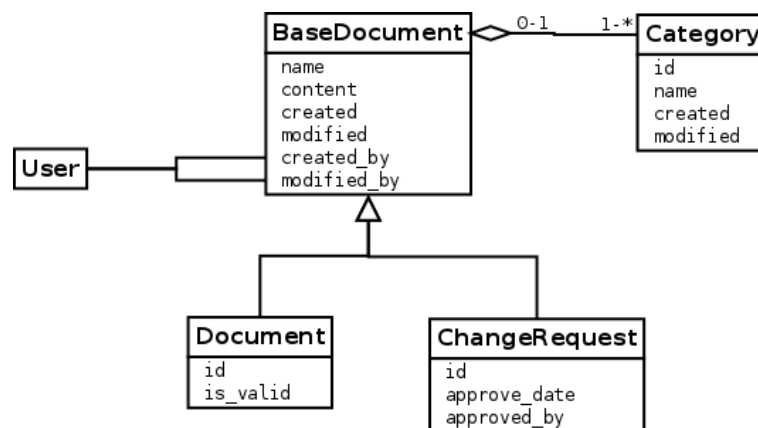 BaseDocument
name
content
created
modified
created_by
modified_by
0-1
1-*
Category
id
name
created
modified
User
Document
id
is_valid
ChangeRequest
id
approve_date
approved_by